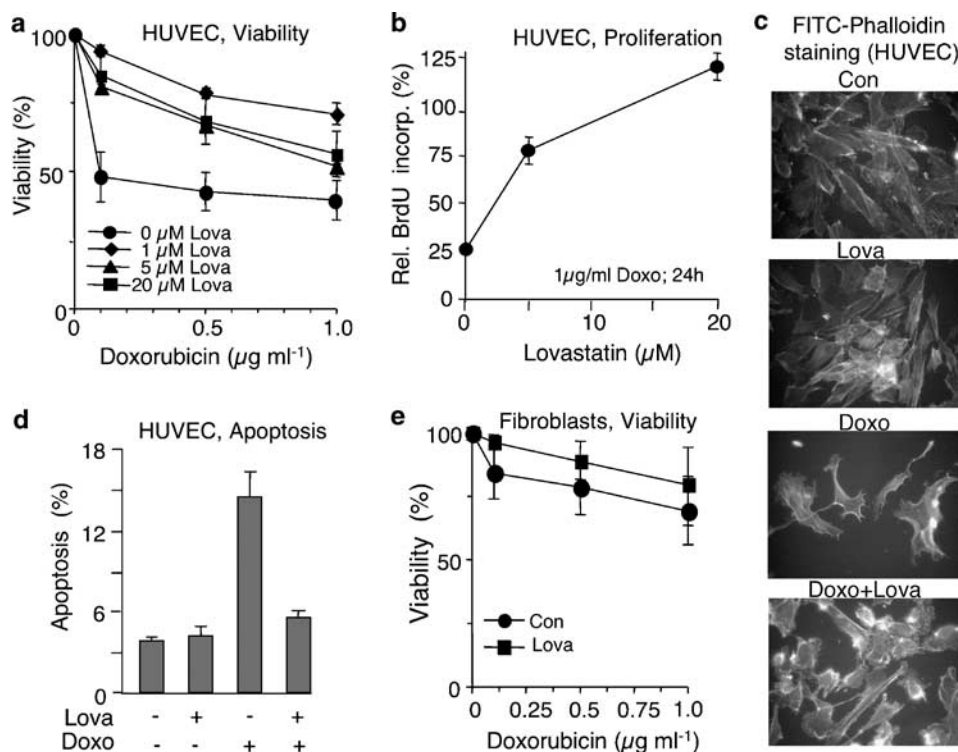 a
HUVEC, Viability
100
50
0
Viability (%)
0 µM Lova
1 µM Lova
5 µM Lova
20 µM Lova
0 0.5 1.0
Doxorubicin (µg ml-1)
b
HUVEC, Proliferation
125
75
50
25
0
Rel. BrdU incorp. (%)
1µg/ml Doxo; 24h
0 10 20
Lovastatin (µM)
c
FITC-Phalloidin
staining (HUVEC)
Con
Lova
Doxo
Doxo+Lova
d
HUVEC, Apoptosis
18
12
6
0
Apoptosis (%)
Lova - + - +
Doxo - - + +
e
Fibroblasts, Viability
100
50
0
Viability (%)
Con
Lova
0 0.25 0.5 0.75 1.0
Doxorubicin (µg ml-1)